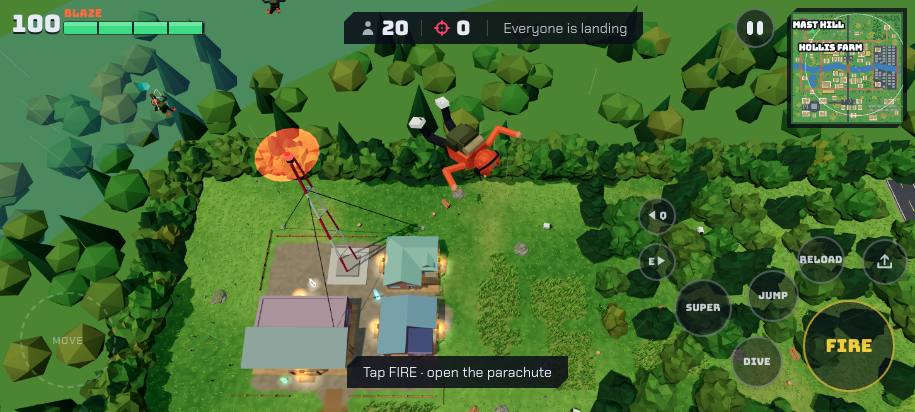 100 BLAZE
20 0 Everyone is landing
MAST HILL
HOLLIS FARM
Q
E
RELOAD
SUPER
JUMP
FIRE
DIVE
MOVE
Tap FIRE · open the parachute